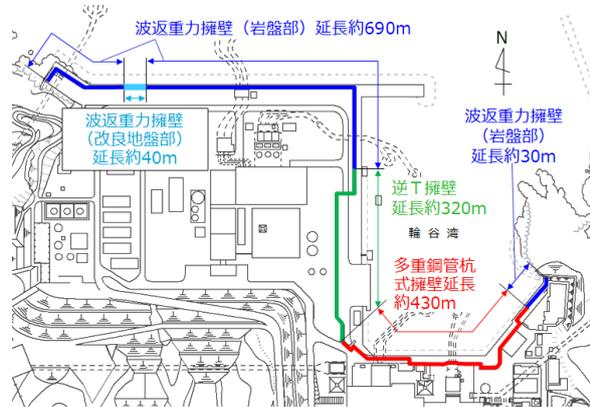 波返重力擁壁（岩盤部）延長約690m
N
波返重力擁壁
（改良地盤部）
延長約40m
波返重力擁壁
（岩盤部）
延長約30m
逆T擁壁
延長約320m
輪谷湾
多重鋼管杭
式擁壁延長
約430m